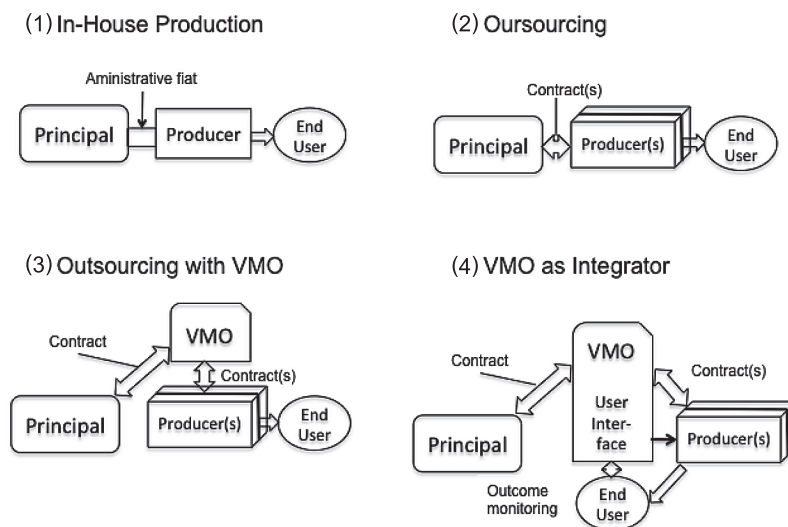 (1) In-House Production
Aministrative fiat
Principal
Producer
End
User
(2) Oursourcing
Contract(s)
Principal
Producer(s)
End
User
(3) Outsourcing with VMO
VMO
Contract
Contract(s)
Principal
Producer(s)
End
User
(4) VMO as Integrator
VMO
Contract
Contract(s)
User
Inter-
face
Principal
Producer(s)
Outcome
monitoring
End
User